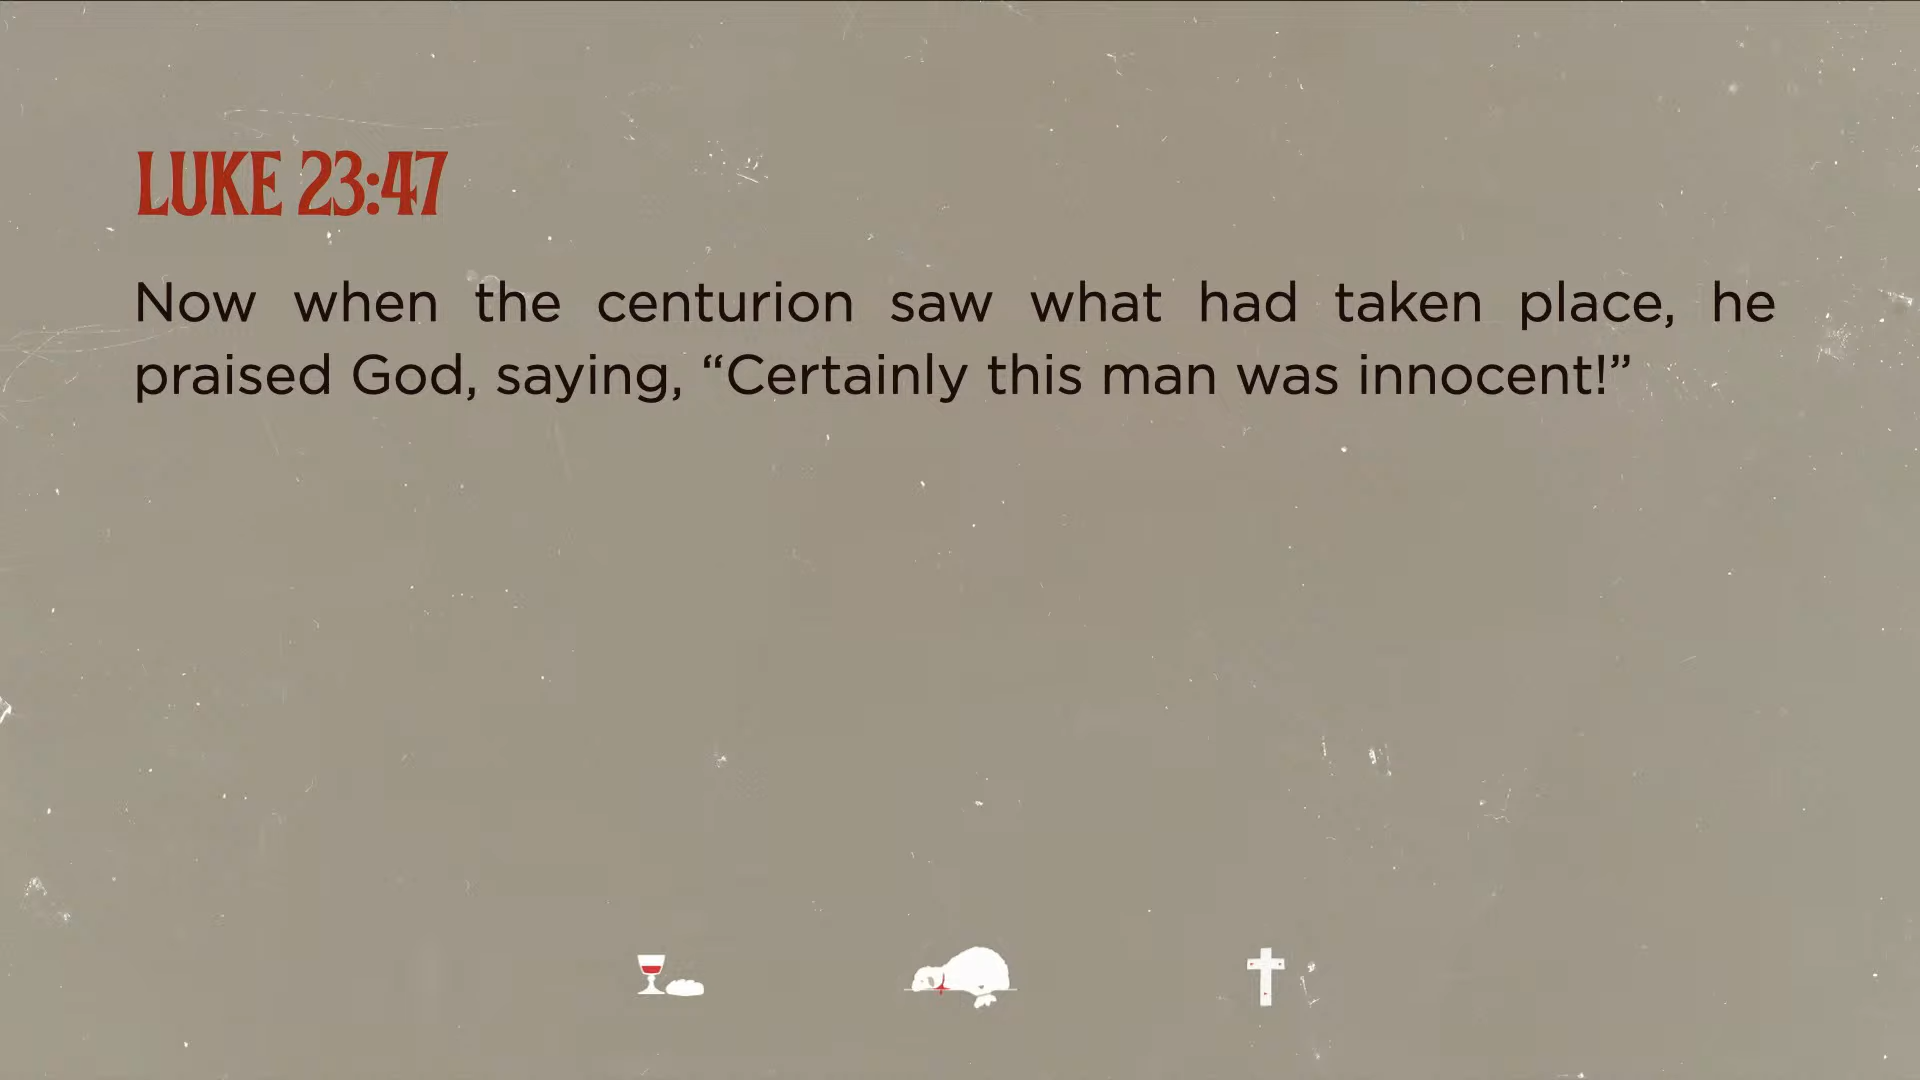 LUKE 23:47
Now when the centurion saw what had taken place, he
praised God, saying, “Certainly this man was innocent!”